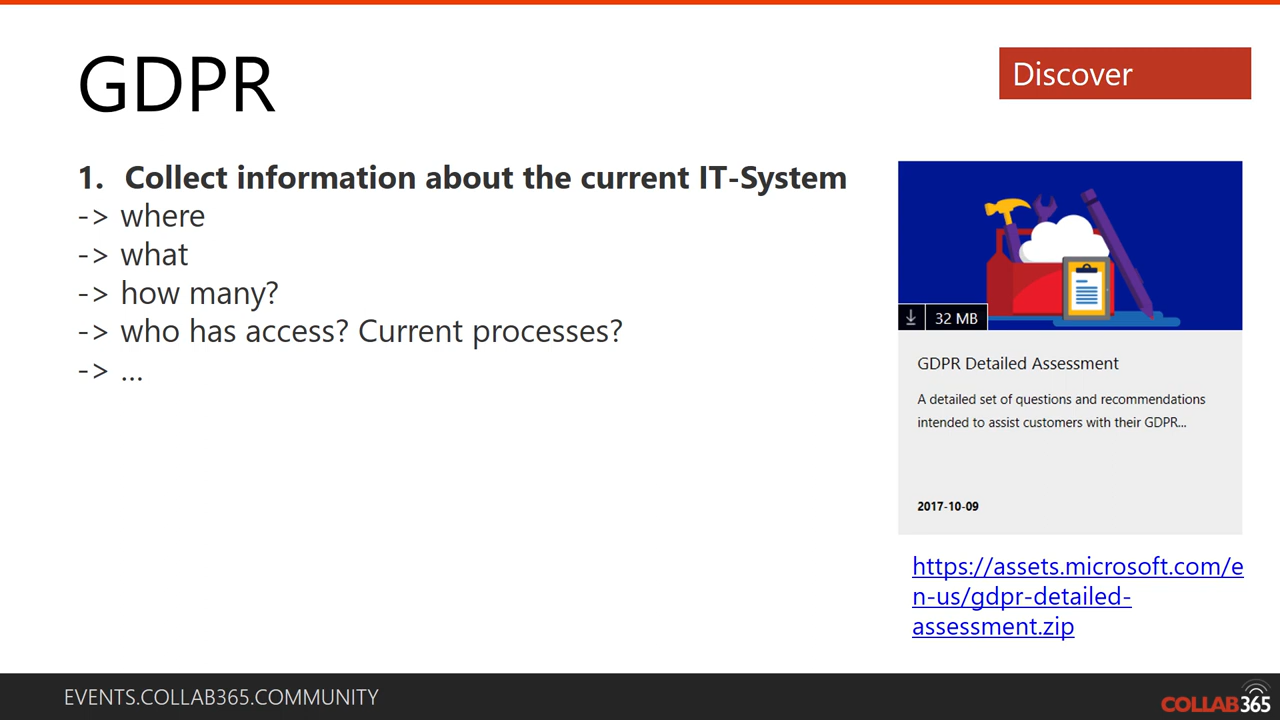 GDPR
Discover
1. Collect information about the current IT-System
-> where
-> what
-> how many?
-> who has access? Current processes?
-> ...
32 MB
GDPR Detailed Assessment
A detailed set of questions and recommendations
intended to assist customers with their GDPR...
2017-10-09
https://assets.microsoft.com/e
n-us/gdpr-detailed-
assessment.zip
EVENTS.COLLAB365.COMMUNITY
COLLAB365